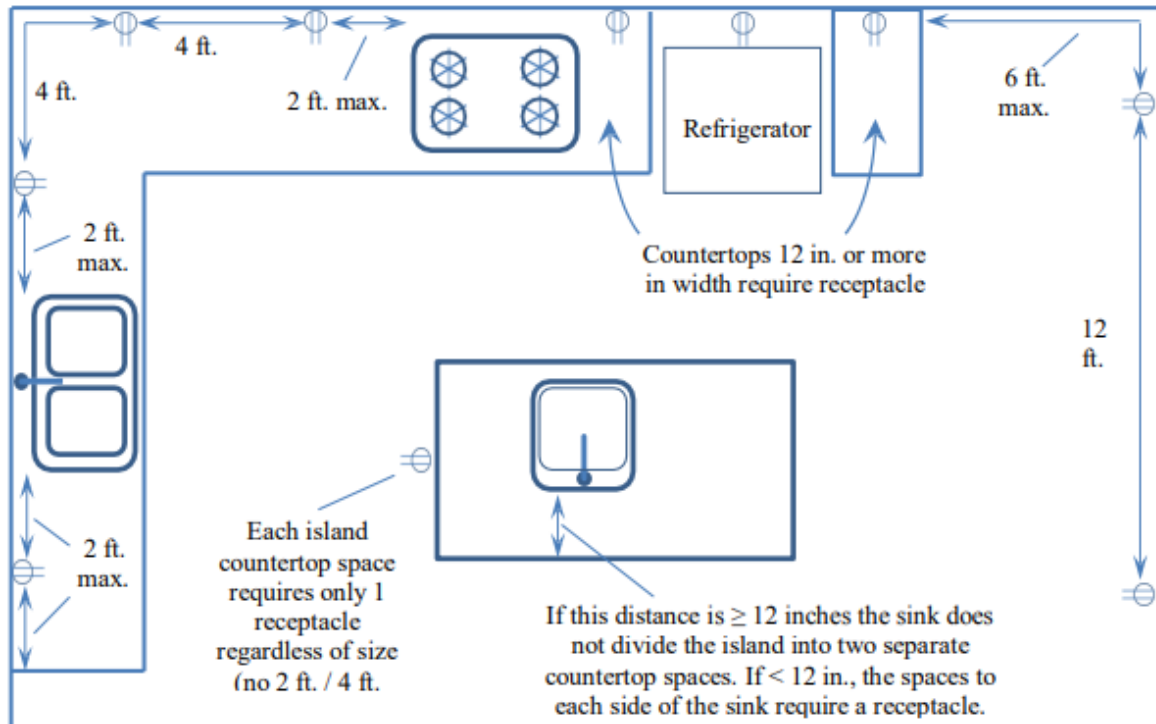 4 ft.
4 ft.
2 ft. max.
Refrigerator
6 ft.
max.
2 ft.
max.
Countertops 12 in. or more
in width require receptacle
12
ft.
2 ft.
max.
Each island
countertop space
requires only 1
receptacle
regardless of size
(no 2 ft. / 4 ft.
If this distance is ≥ 12 inches the sink does
not divide the island into two separate
countertop spaces. If < 12 in., the spaces to
each side of the sink require a receptacle.